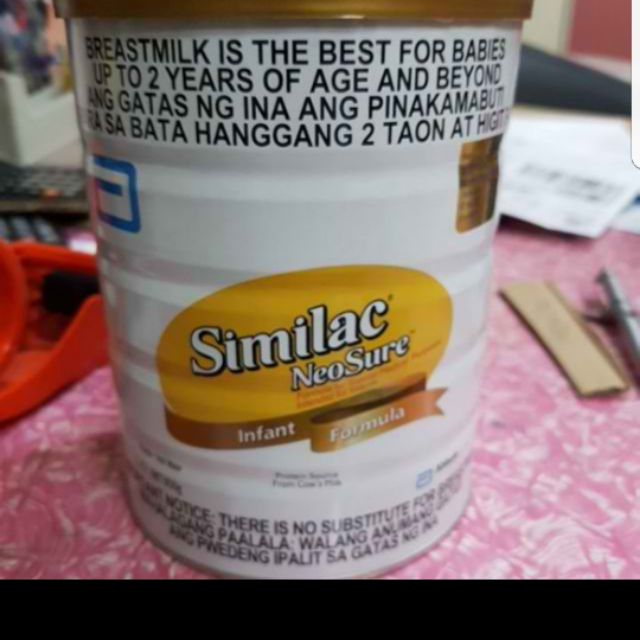 BREASTMILK IS THE BEST FOR BABIES
UP TO 2 YEARS OF AGE AND BEYOND
ANG GATAS NG INA ANG PINAKAMABUTI
RA SA BATA HANGGANG 2 TAON AT HIGIT
Similac
NeoSure
Infant Formula
Protein Source
From Cow's Milk
NOTICE: THERE IS NO SUBSTITUTE FOR
PAALALA: WALANG ANUMANG
ANG PWEDENG IPALIT SA GATAS NG INA